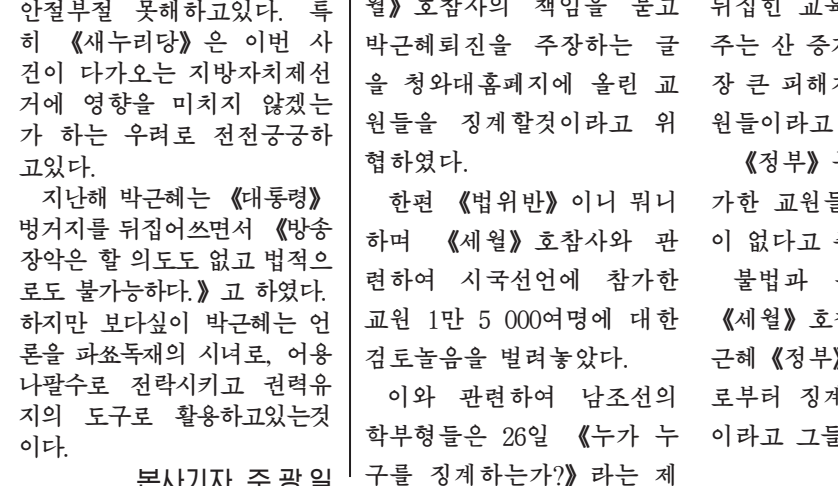 안절부절 못해하고있다. 특
히 《새누리당》은 이번 사
건이 다가오는 지방자치제선
거에 영향을 미치지 않겠는
가 하는 우려로 전전긍긍하
고있다.
지난해 박근혜는 《대통령》
벙거지를 뒤집어쓰면서 《방송
장악은 할 의도도 없고 법적으
로도 불가능하다.》고 하였다.
하지만 보다싶이 박근혜는 언
론을 파쑈독재의 시녀로, 어용
나팔수로 전락시키고 권력유
지의 도구로 활용하고있는것
이다.
본사기자 주광일
월》호참사의 책임을 묻고
박근혜퇴진을 주장하는 글
을 청와대홈페지에 올린 교
원들을 징계할것이라고 위
협하였다.
한편 《법위반》이니 뭐니
하며 《세월》호참사와 관
련하여 시국선언에 참가한
교원 1만 5 000여명에 대한
검토놀음을 벌려놓았다.
이와 관련하여 남조선의
학부형들은 26일 《누가 누
구를 징계하는가?》라는 제
뒤집힌
주는 산
장 큰
원들이라고
《정부》
가한
이 없다고
불법과
《세월》
근혜 《정부》
로부터
이라고